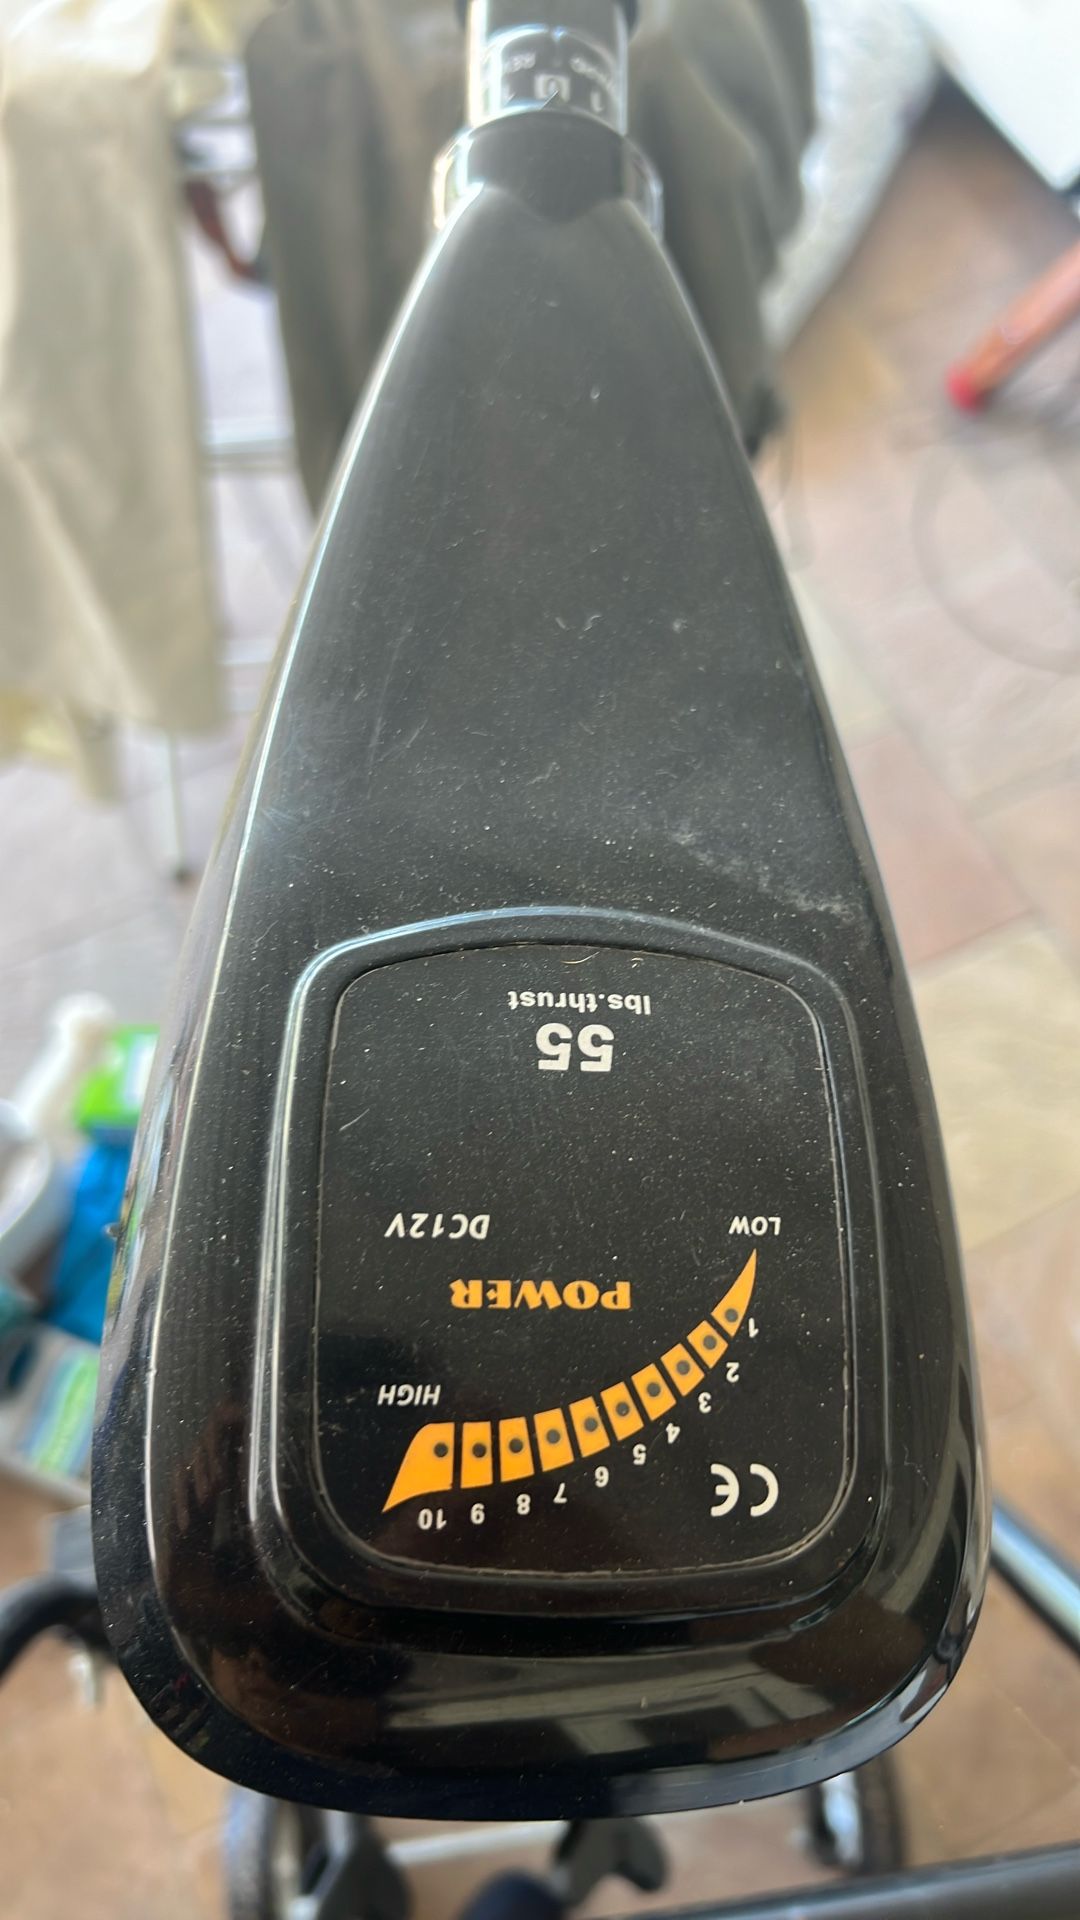 55
lbs.thrust
DC12V
POWER
LOW
HIGH
1 2 3 4 5 6 7 8 9 10
CE